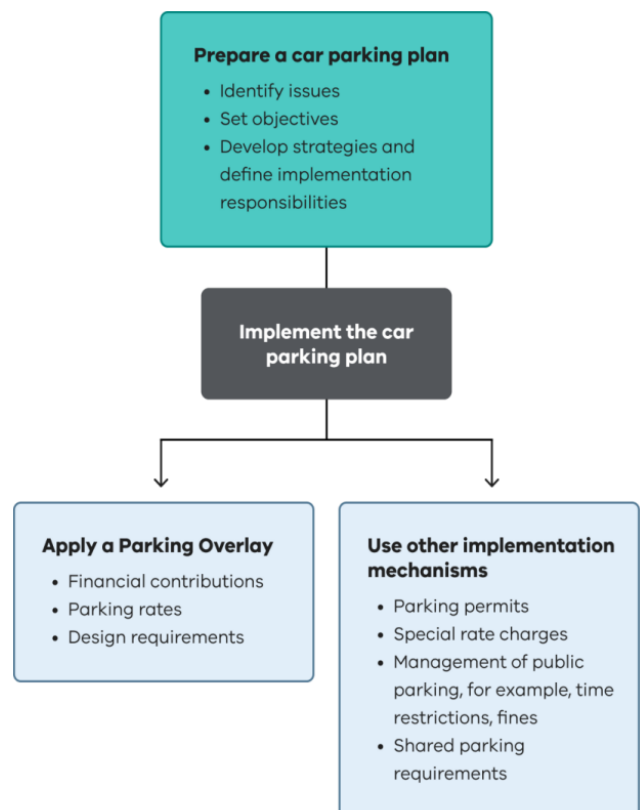 Prepare a car parking plan
• Identify issues
• Set objectives
• Develop strategies and
define implementation
responsibilities
Implement the car
parking plan
Apply a Parking Overlay
• Financial contributions
• Parking rates
• Design requirements
Use other implementation
mechanisms
• Parking permits
• Special rate charges
• Management of public
parking, for example, time
restrictions, fines
• Shared parking
requirements